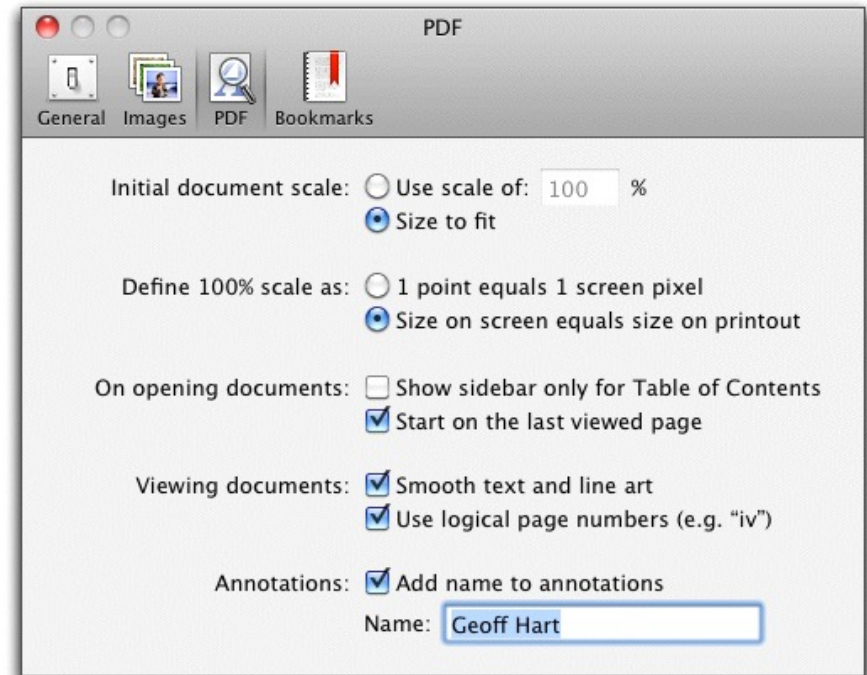 PDF
General Images PDF Bookmarks
Initial document scale: Use scale of: 100 %
Size to fit
Define 100% scale as: 1 point equals 1 screen pixel
Size on screen equals size on printout
On opening documents: Show sidebar only for Table of Contents
Start on the last viewed page
Viewing documents: Smooth text and line art
Use logical page numbers (e.g. “iv”)
Annotations: Add name to annotations
Name: Geoff Hart